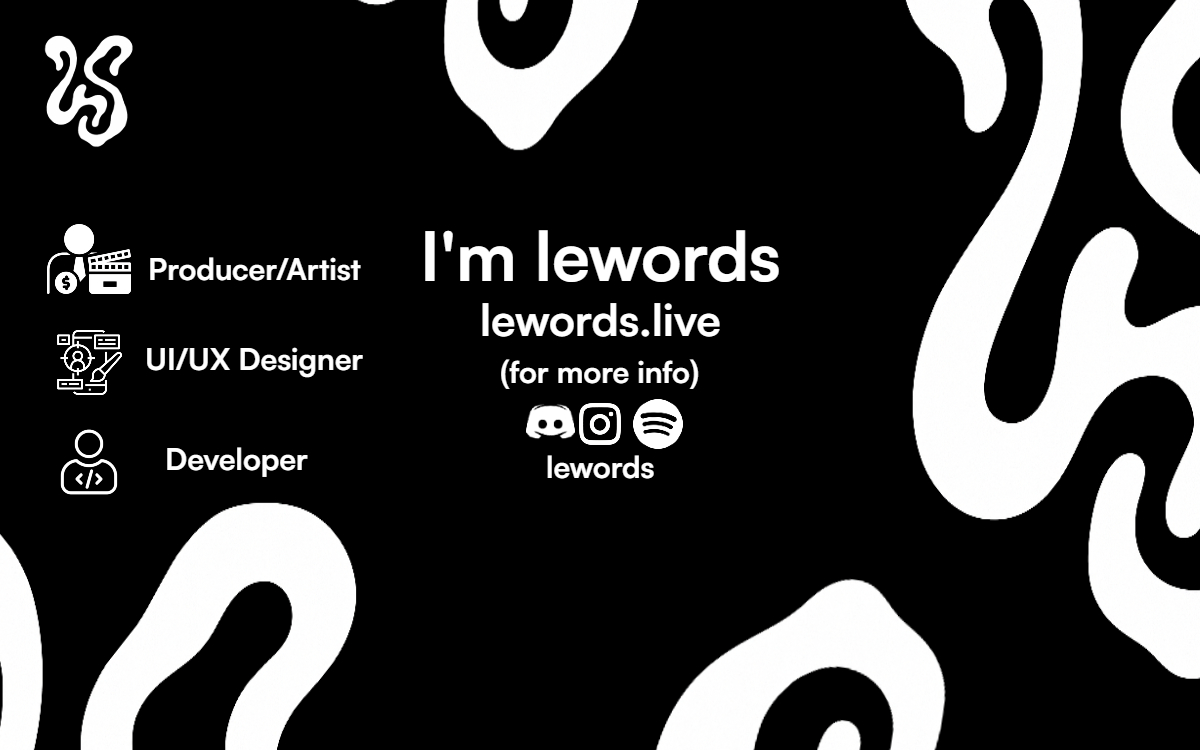 Producer/Artist
UI/UX Designer
Developer
I'm lewords
lewords.live
(for more info)
lewords